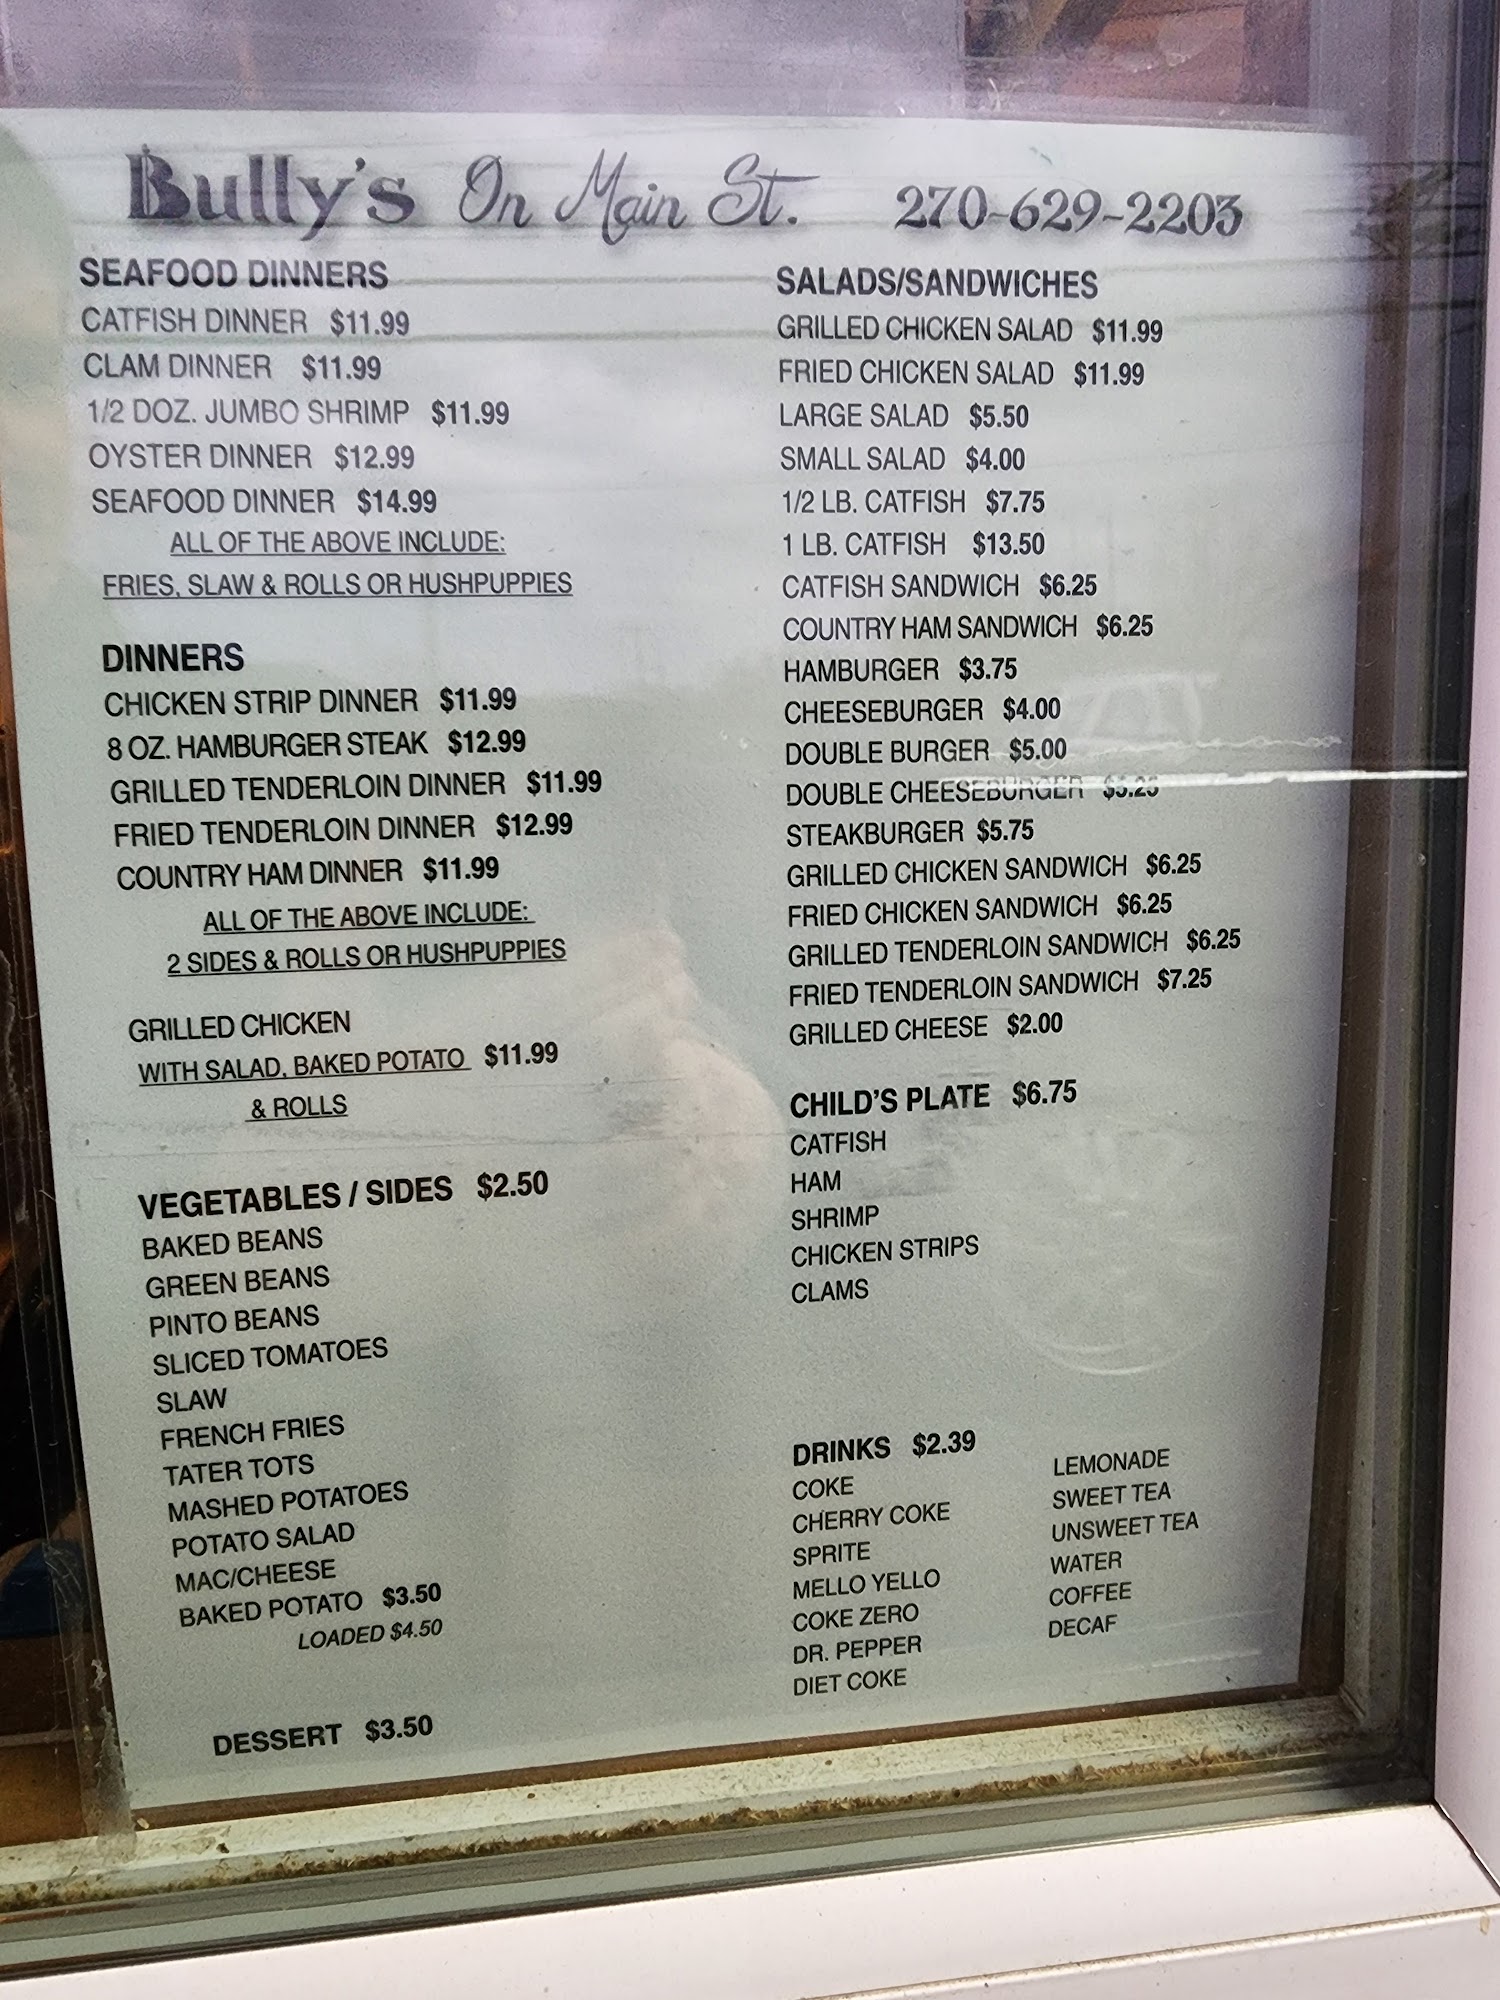 Bully's On Main St. 270-629-2203
SEAFOOD DINNERS
CATFISH DINNER $11.99
CLAM DINNER $11.99
1/2 DOZ. JUMBO SHRIMP $11.99
OYSTER DINNER $12.99
SEAFOOD DINNER $14.99
ALL OF THE ABOVE INCLUDE:
FRIES, SLAW & ROLLS OR HUSHPUPPIES
DINNERS
CHICKEN STRIP DINNER $11.99
8 OZ. HAMBURGER STEAK $12.99
GRILLED TENDERLOIN DINNER $11.99
FRIED TENDERLOIN DINNER $12.99
COUNTRY HAM DINNER $11.99
ALL OF THE ABOVE INCLUDE:
2 SIDES & ROLLS OR HUSHPUPPIES
GRILLED CHICKEN
WITH SALAD, BAKED POTATO $11.99
& ROLLS
VEGETABLES / SIDES $2.50
BAKED BEANS
GREEN BEANS
PINTO BEANS
SLICED TOMATOES
SLAW
FRENCH FRIES
TATER TOTS
MASHED POTATOES
POTATO SALAD
MAC/CHEESE
BAKED POTATO $3.50
LOADED $4.50
DESSERT $3.50
SALADS/SANDWICHES
GRILLED CHICKEN SALAD $11.99
FRIED CHICKEN SALAD $11.99
LARGE SALAD $5.50
SMALL SALAD $4.00
1/2 LB. CATFISH $7.75
1 LB. CATFISH $13.50
CATFISH SANDWICH $6.25
COUNTRY HAM SANDWICH $6.25
HAMBURGER $3.75
CHEESEBURGER $4.00
DOUBLE BURGER $5.00
DOUBLE CHEESEBURGER $5.25
STEAKBURGER $5.75
GRILLED CHICKEN SANDWICH $6.25
FRIED CHICKEN SANDWICH $6.25
GRILLED TENDERLOIN SANDWICH $6.25
FRIED TENDERLOIN SANDWICH $7.25
GRILLED CHEESE $2.00
CHILD'S PLATE $6.75
CATFISH
HAM
SHRIMP
CHICKEN STRIPS
CLAMS
DRINKS $2.39
COKE
CHERRY COKE
SPRITE
MELLO YELLO
COKE ZERO
DR. PEPPER
DIET COKE
LEMONADE
SWEET TEA
UNSWEET TEA
WATER
COFFEE
DECAF